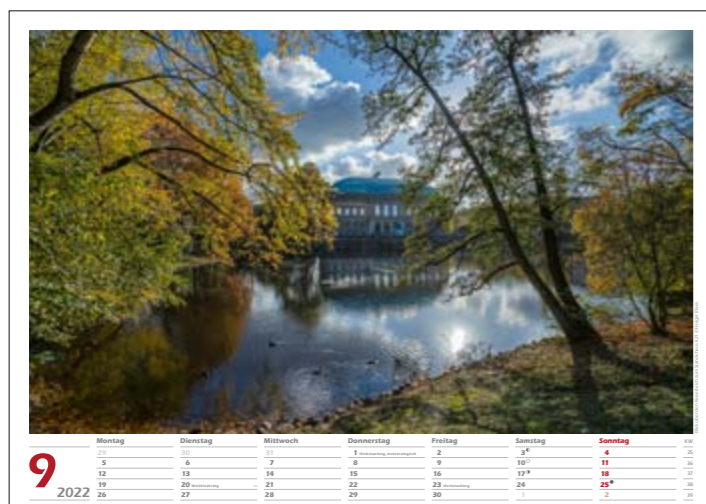 9
2022
Montag Dienstag Mittwoch Donnerstag Freitag Samstag Sonntag KW
29 30 31 1 2 3 4 35
5 6 7 8 9 10 11 36
12 13 14 15 16 17 18 37
19 20 21 22 23 24 25 38
26 27 28 29 30 1 2 39